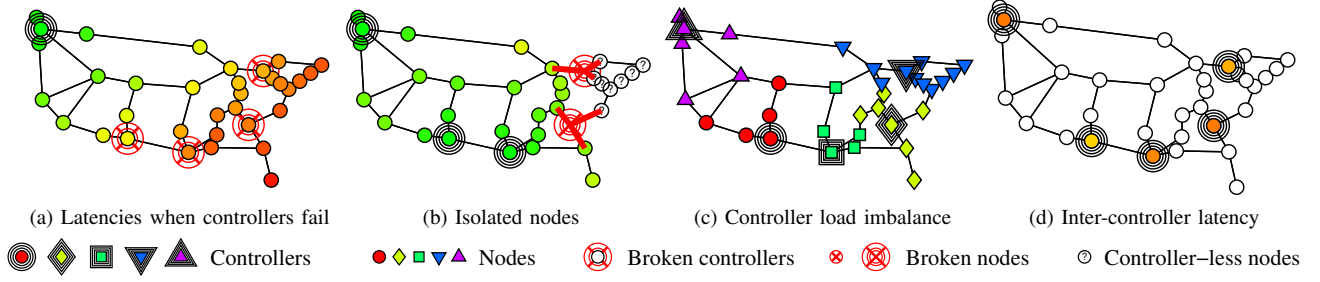 (a) Latencies when controllers fail
(b) Isolated nodes
(c) Controller load imbalance
(d) Inter-controller latency
Controllers
Nodes
Broken controllers
Broken nodes
? Controller−less nodes